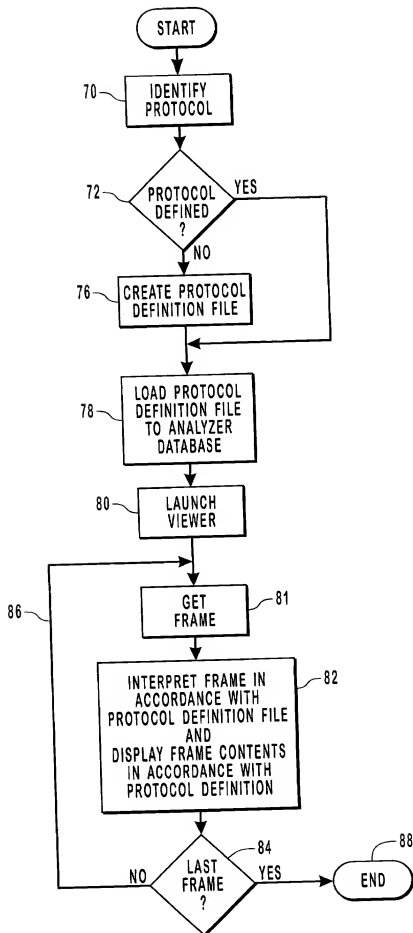 START
70
IDENTIFY
PROTOCOL
72
PROTOCOL
DEFINED
?
YES
NO
76
CREATE PROTOCOL
DEFINITION FILE
78
LOAD PROTOCOL
DEFINITION FILE
TO ANALYZER
DATABASE
80
LAUNCH
VIEWER
86
GET
FRAME
81
INTERPRET FRAME IN
ACCORDANCE WITH
PROTOCOL DEFINITION FILE
AND
DISPLAY FRAME CONTENTS
IN ACCORDANCE WITH
PROTOCOL DEFINITION
82
84
NO
LAST
FRAME
?
YES
88
END